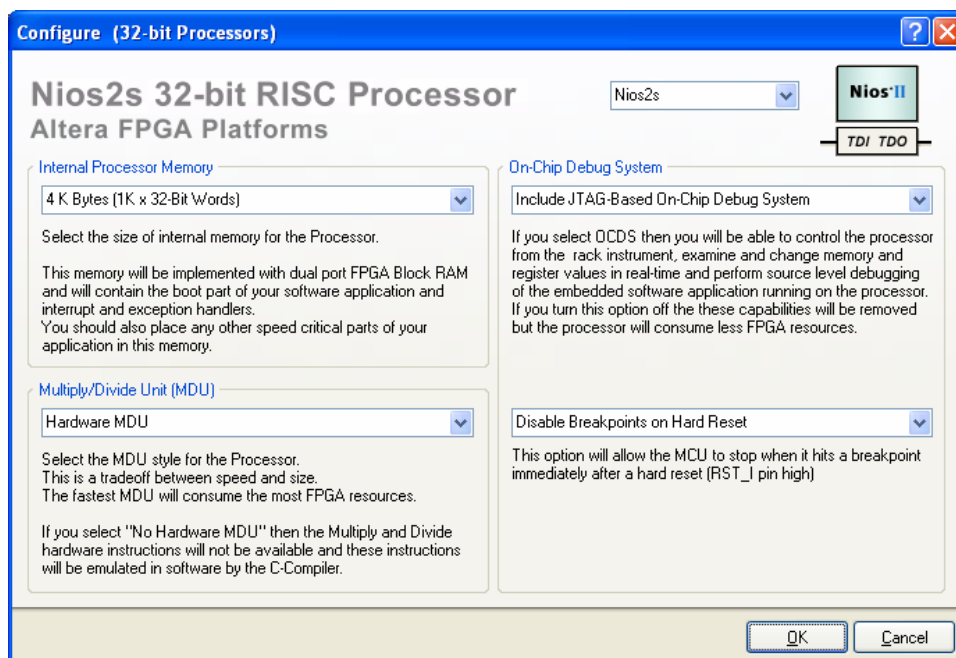 Configure (32-bit Processors)
Nios2s 32-bit RISC Processor
Altera FPGA Platforms
Nios2s
Nios II
TDI TDO
Internal Processor Memory
4 K Bytes (1K x 32-Bit Words)
Select the size of internal memory for the Processor.
This memory will be implemented with dual port FPGA Block RAM
and will contain the boot part of your software application and
interrupt and exception handlers.
You should also place any other speed critical parts of your
application in this memory.
Multiply/Divide Unit (MDU)
Hardware MDU
Select the MDU style for the Processor.
This is a tradeoff between speed and size.
The fastest MDU will consume the most FPGA resources.
If you select "No Hardware MDU" then the Multiply and Divide
hardware instructions will not be available and these instructions
will be emulated in software by the C-Compiler.
On-Chip Debug System
Include JTAG-Based On-Chip Debug System
If you select OCDS then you will be able to control the processor
from the rack instrument, examine and change memory and
register values in real-time and perform source level debugging
of the embedded software application running on the processor.
If you turn this option off the these capabilities will be removed
but the processor will consume less FPGA resources.
Disable Breakpoints on Hard Reset
This option will allow the MCU to stop when it hits a breakpoint
immediately after a hard reset (RST_I pin high)
OK
Cancel